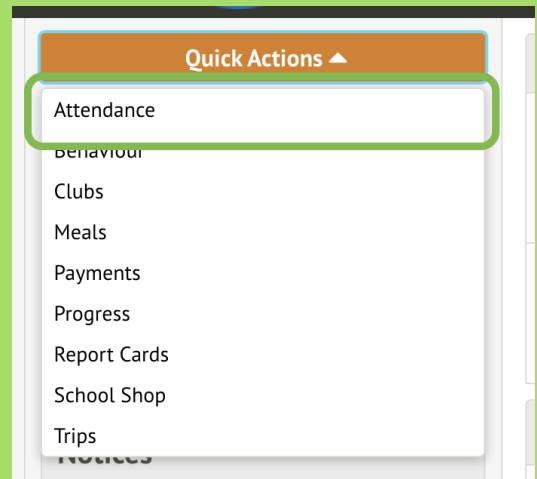 Quick Actions
Attendance
Behaviour
Clubs
Meals
Payments
Progress
Report Cards
School Shop
Trips
Notices